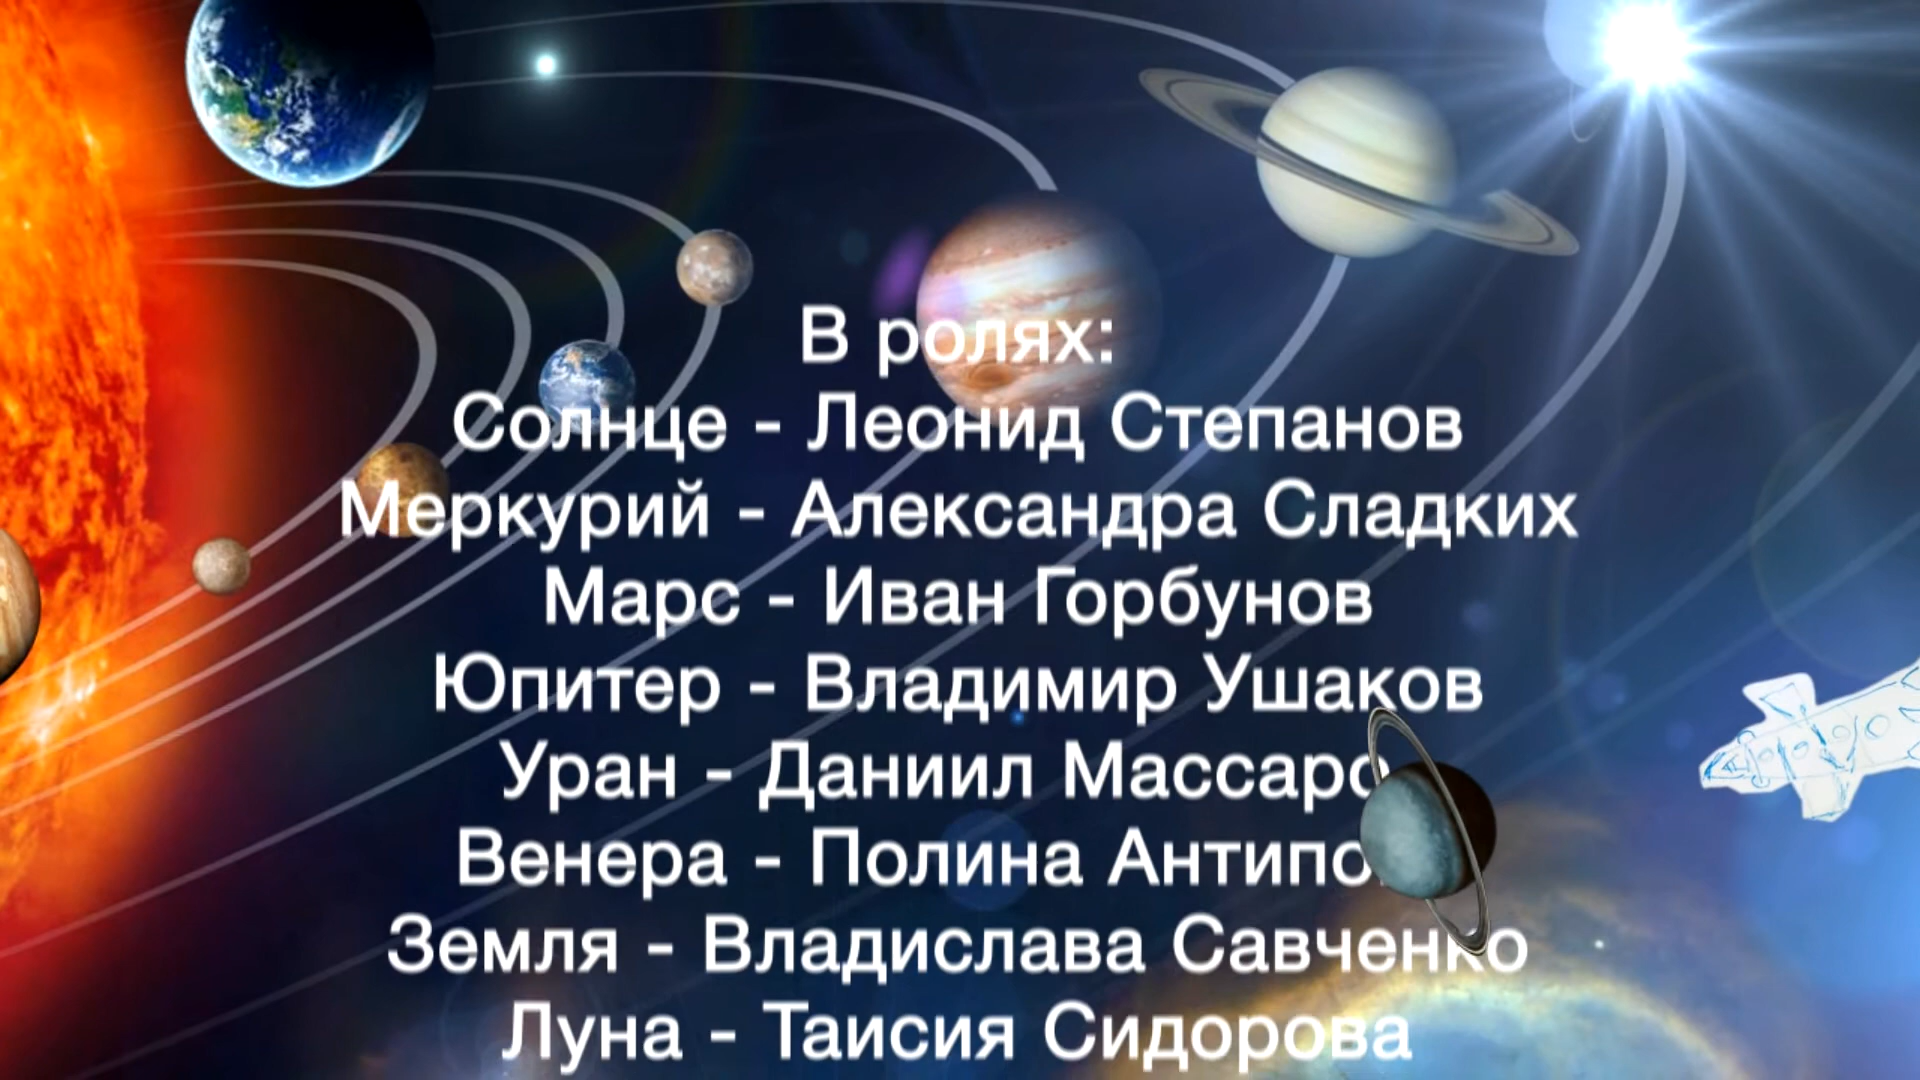 В ролях:
Солнце - Леонид Степанов
Меркурий - Александра Сладких
Марс - Иван Горбунов
Юпитер - Владимир Ушаков
Уран - Даниил
Венера - Полина
Земля - Владислава Савченко
Луна - Таисия Сидорова